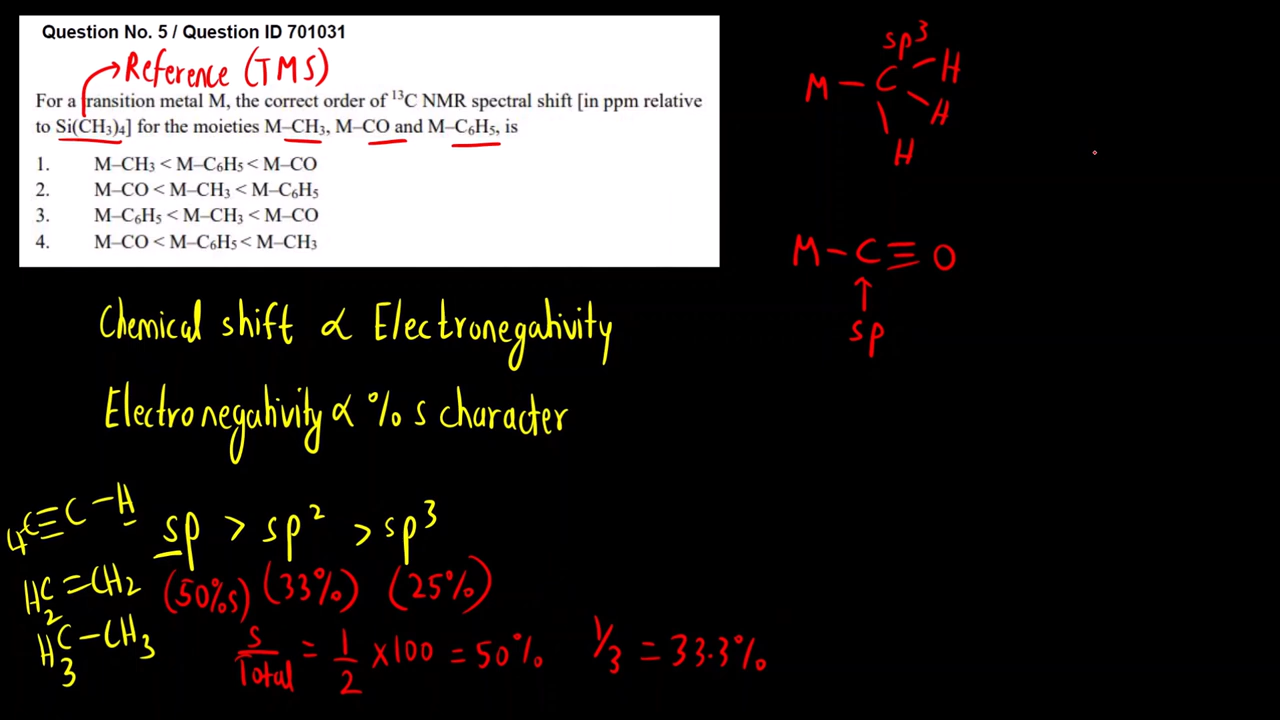 Question No. 5 / Question ID 701031
Reference (TMS)
For a transition metal M, the correct order of ¹³C NMR spectral shift [in ppm relative
to Si(CH₃)₄] for the moieties M–CH₃, M–CO and M–C₆H₅, is
1. M–CH₃ < M–C₆H₅ < M–CO
2. M–CO < M–CH₃ < M–C₆H₅
3. M–C₆H₅ < M–CH₃ < M–CO
4. M–CO < M–C₆H₅ < M–CH₃
sp³
M – C – H
H
H
M – C ≡ O
↑
sp
Chemical shift ∝ Electronegativity
Electronegativity ∝ % s character
C≡C–H
sp > sp² > sp³
H₂C=CH₂
(50%s) (33%) (25%)
H₃C–CH₃
s/Total = 1/2 ×100 = 50% 1/3 = 33.3%